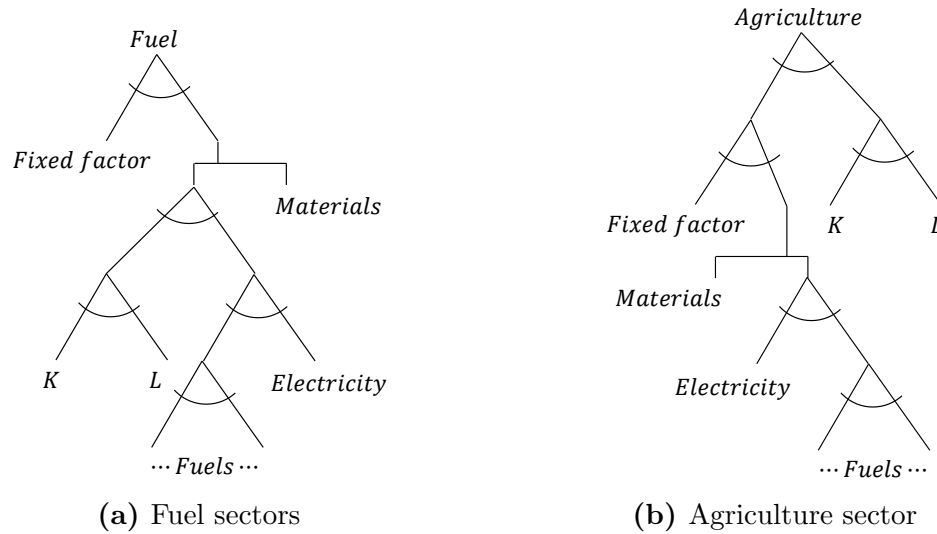 Fuel
Fixed factor
Materials
K
L
Electricity
⋯ Fuels ⋯
(a) Fuel sectors
Agriculture
Fixed factor
K
L
Materials
Electricity
⋯ Fuels ⋯
(b) Agriculture sector